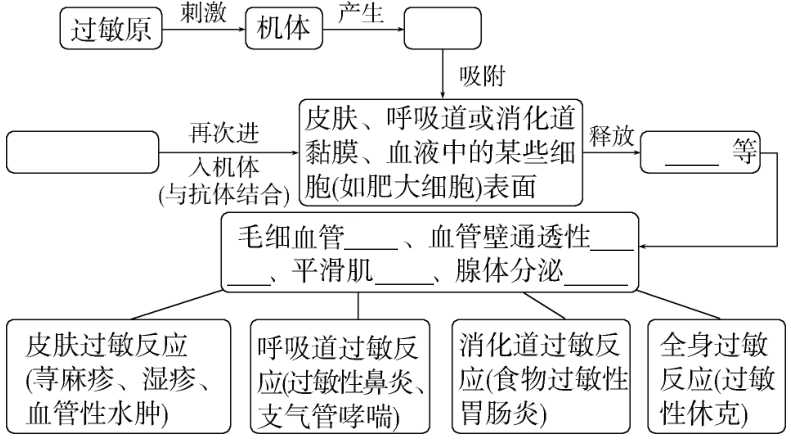 过敏原
刺激
机体
产生
吸附
再次进
入机体
(与抗体结合)
皮肤、呼吸道或消化道
黏膜、血液中的某些细
胞(如肥大细胞)表面
释放
____ 等
毛细血管____、血管壁通透性____
____、平滑肌____、腺体分泌____
皮肤过敏反应
(荨麻疹、湿疹、
血管性水肿)
呼吸道过敏反
应(过敏性鼻炎、
支气管哮喘)
消化道过敏反
应(食物过敏性
胃肠炎)
全身过敏
反应(过敏
性休克)